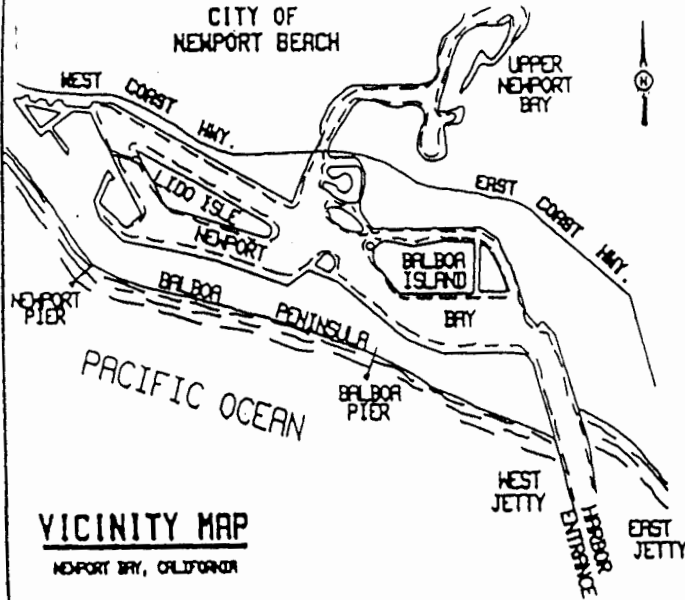 CITY OF
NEWPORT BEACH
UPPER
NEWPORT
BAY
N
WEST COAST HWY.
EAST COAST HWY.
LIDO ISLE
NEWPORT
BALBOA
ISLAND
BAY
NEWPORT
PIER
BALBOA PENINSULA
BALBOA
PIER
PACIFIC OCEAN
WEST
JETTY
HARBOR
ENTRANCE
EAST
JETTY
VICINITY MAP
NEWPORT BAY, CALIFORNIA